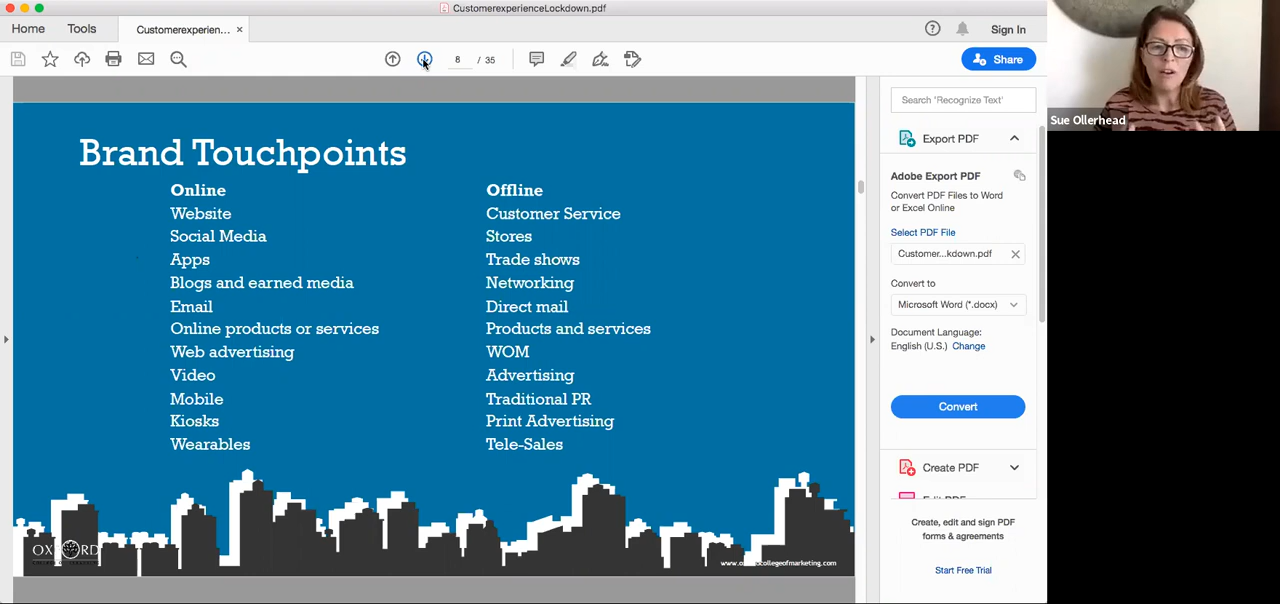 CustomerexperienceLockdown.pdf
Home
Tools
Customerexperien...
Sign In
8 / 35
Share
Sue Ollerhead
Brand Touchpoints
Online
Website
Social Media
Apps
Blogs and earned media
Email
Online products or services
Web advertising
Video
Mobile
Kiosks
Wearables
Offline
Customer Service
Stores
Trade shows
Networking
Direct mail
Products and services
WOM
Advertising
Traditional PR
Print Advertising
Tele-Sales
OXFORD
Search 'Recognize Text'
Export PDF
Adobe Export PDF
Convert PDF Files to Word
or Excel Online
Select PDF File
Customer...kdown.pdf
Convert to
Microsoft Word (*.docx)
Document Language:
English (U.S.) Change
Convert
Create PDF
Edit PDF
Create, edit and sign PDF
forms & agreements
Start Free Trial